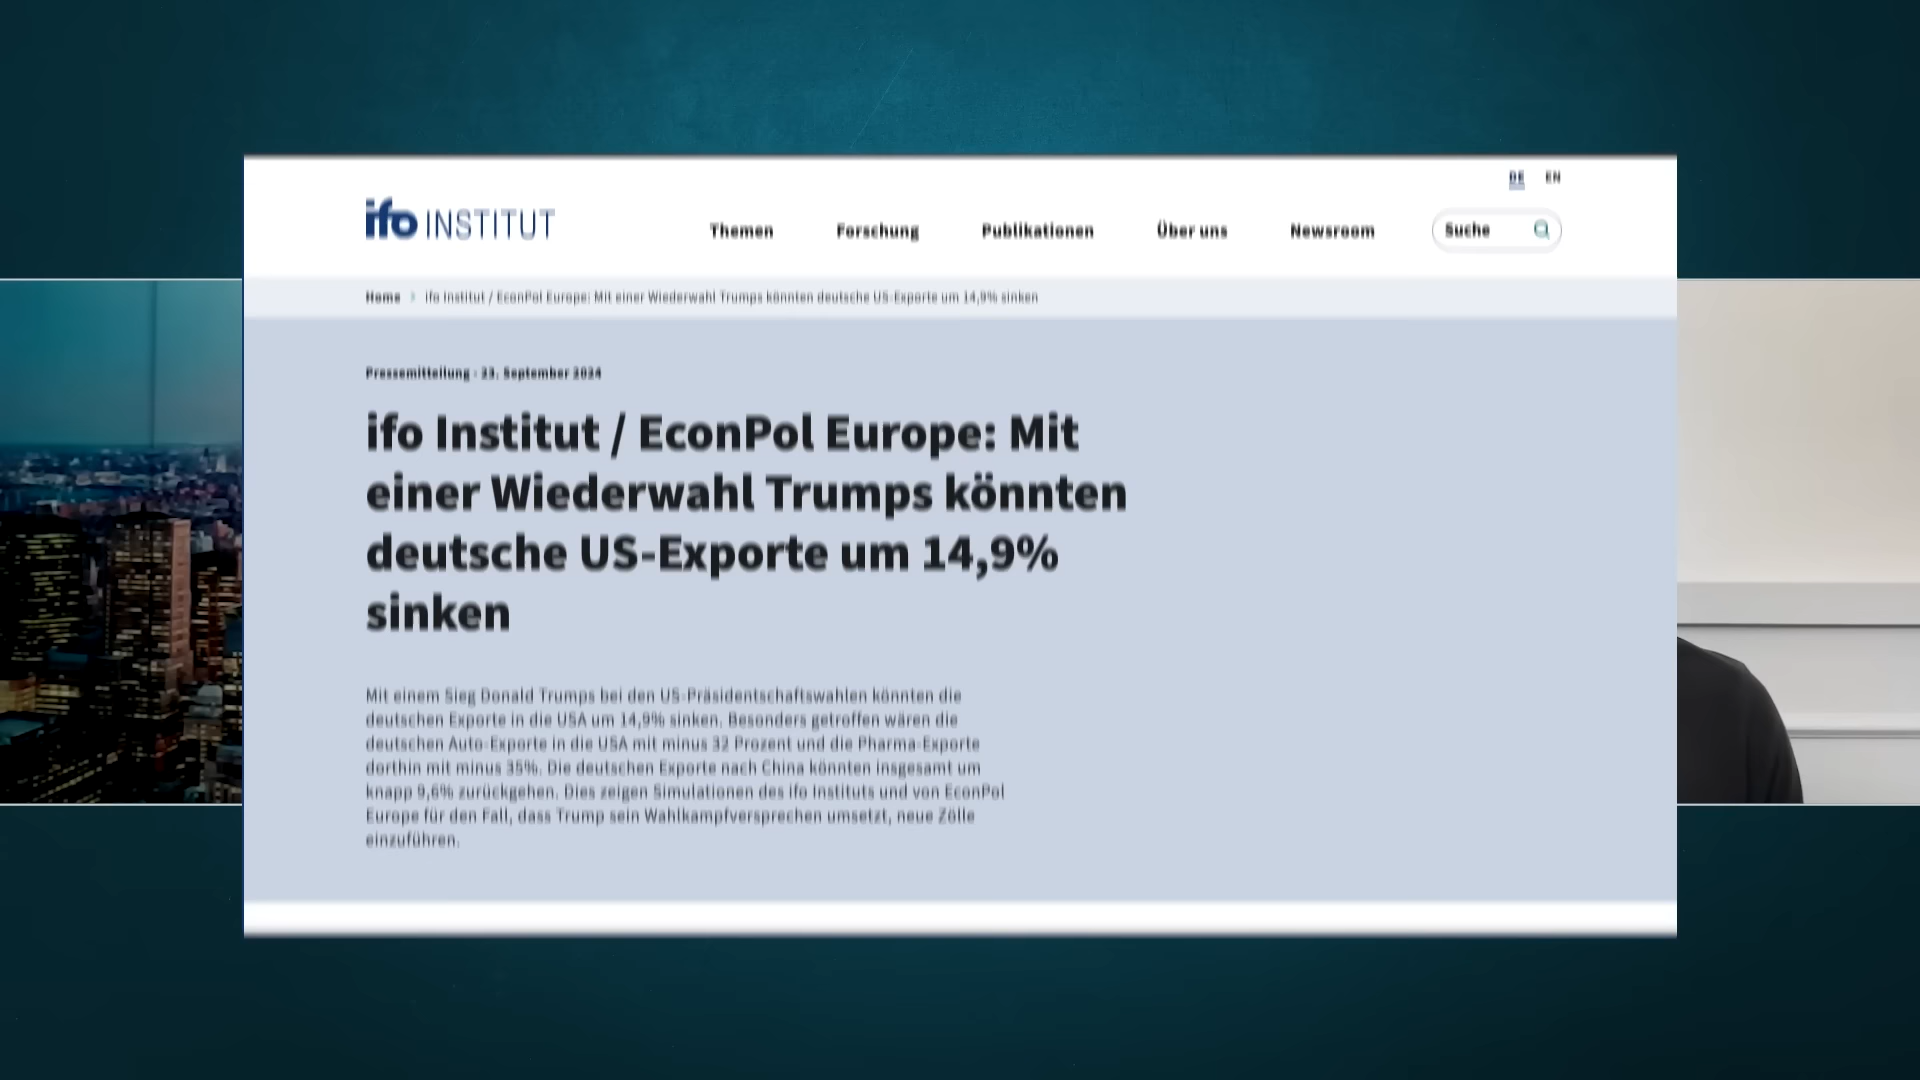 DE EN
ifo INSTITUT
Themen Forschung Publikationen Über uns Newsroom Suche
Home › ifo Institut / EconPol Europe: Mit einer Wiederwahl Trumps könnten deutsche US-Exporte um 14,9% sinken
Pressemitteilung - 23. September 2024
ifo Institut / EconPol Europe: Mit
einer Wiederwahl Trumps könnten
deutsche US-Exporte um 14,9%
sinken
Mit einem Sieg Donald Trumps bei den US-Präsidentschaftswahlen könnten die
deutschen Exporte in die USA um 14,9% sinken. Besonders getroffen wären die
deutschen Auto-Exporte in die USA mit minus 32 Prozent und die Pharma-Exporte
dorthin mit minus 35%. Die deutschen Exporte nach China könnten insgesamt um
knapp 9,6% zurückgehen. Dies zeigen Simulationen des ifo Instituts und von EconPol
Europe für den Fall, dass Trump sein Wahlkampfversprechen umsetzt, neue Zölle
einzuführen.